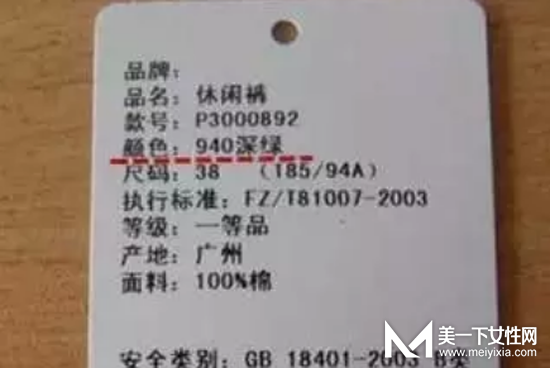 品牌：
品名：休闲裤
款号：P3000892
颜色：940深绿
尺码：38 （185/94A）
执行标准：FZ/T81007-2003
等级：一等品
产地：广州
面料：100%棉
安全类别：GB 18401-2003 B类
M 美一下女性网
www.meiyixia.com